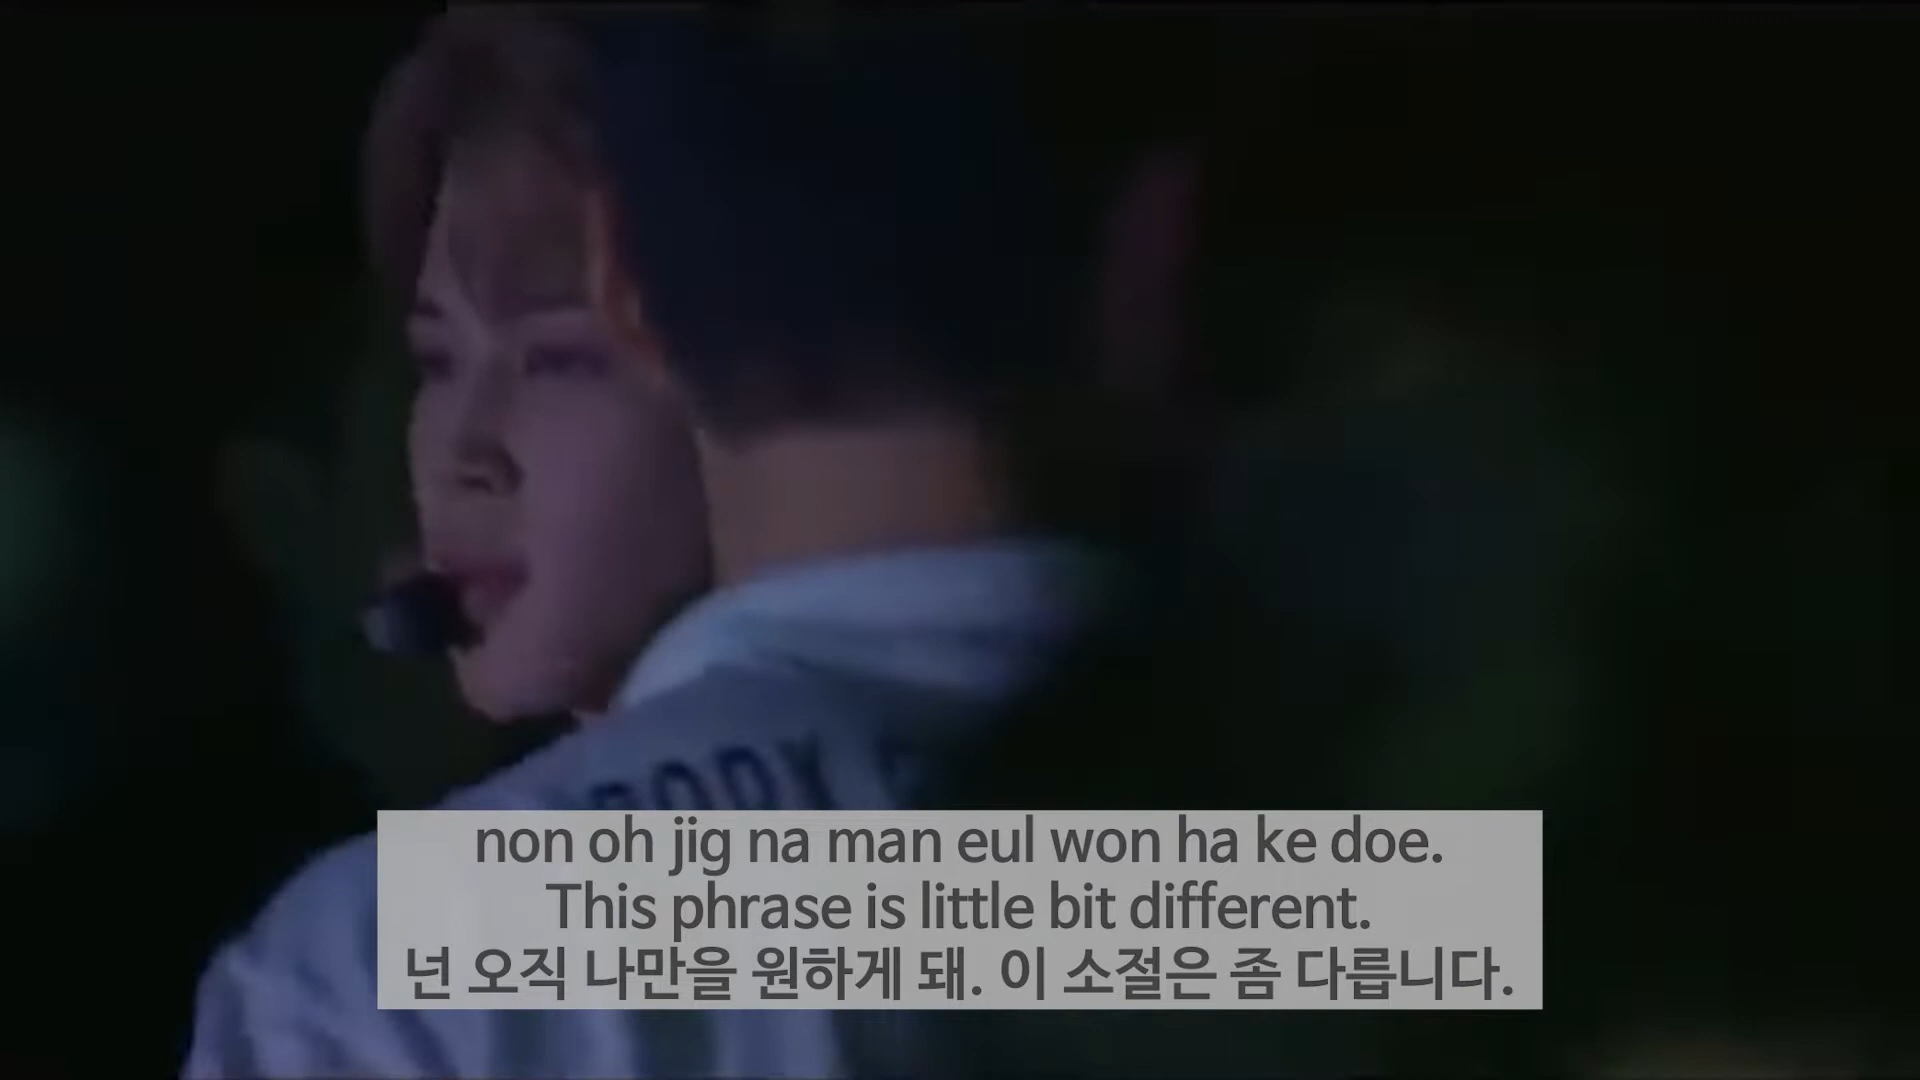 BODY
non oh jig na man eul won ha ke doe.
This phrase is little bit different.
넌 오직 나만을 원하게 돼. 이 소절은 좀 다릅니다.